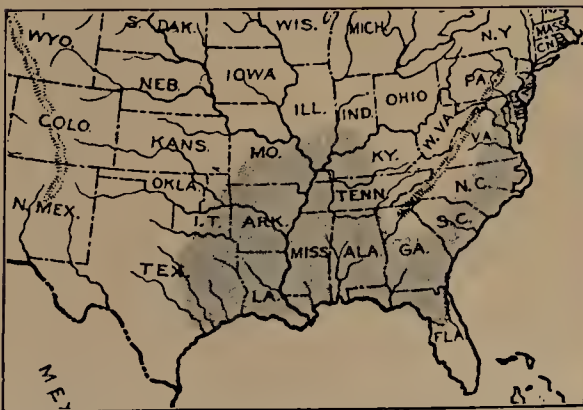 S. DAK.
WIS.
MICH.
N.Y
MASS
CN.
WYO.
NEB.
IOWA
PA.
ILL.
IND.
OHIO
COLO.
W. VA.
VA.
KANS.
MO.
KY.
OKLA.
TENN.
N.C.
N. MEX.
I.T.
ARK.
S.C.
MISS
ALA.
GA.
TEX.
LA.
FLA
ME